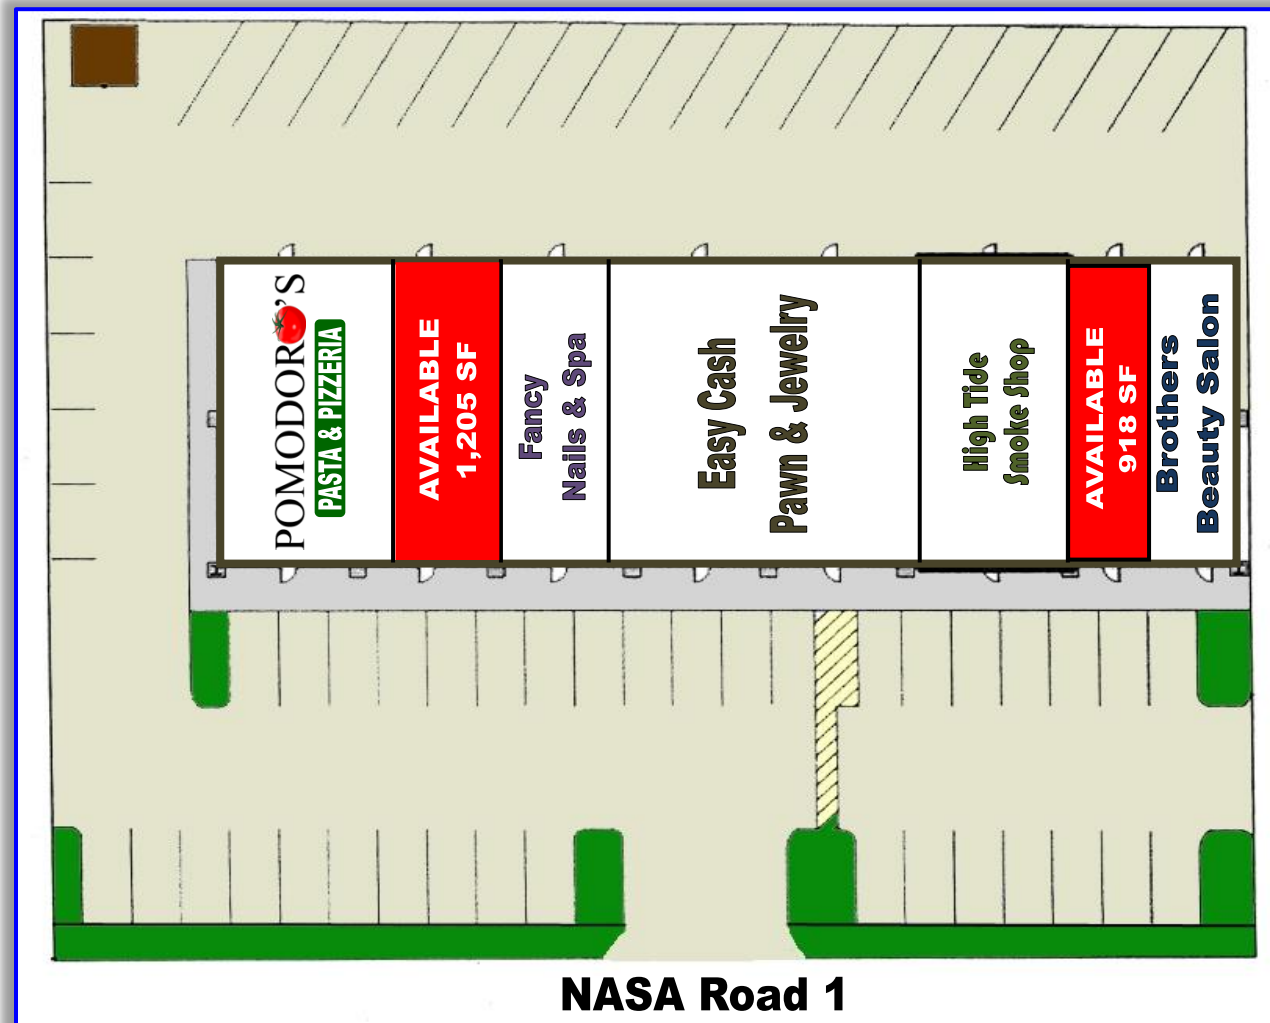 POMODORO'S
PASTA & PIZZERIA
AVAILABLE
1,205 SF
Fancy
Nails & Spa
Easy Cash
Pawn & Jewelry
High Tide
Smoke Shop
AVAILABLE
918 SF
Brothers
Beauty Salon
NASA Road 1